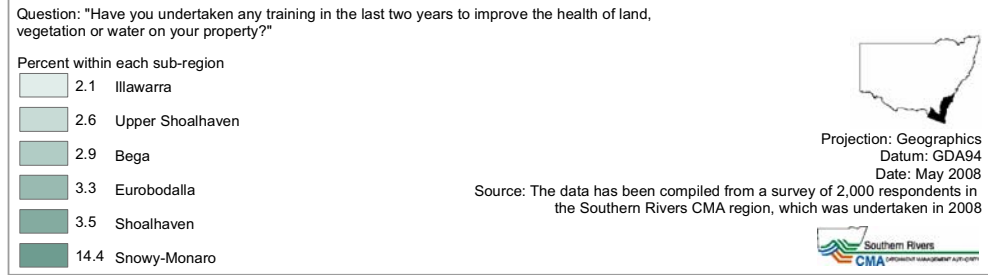 Question: "Have you undertaken any training in the last two years to improve the health of land,
vegetation or water on your property?"
Percent within each sub-region
2.1 Illawarra
2.6 Upper Shoalhaven
2.9 Bega
3.3 Eurobodalla
3.5 Shoalhaven
14.4 Snowy-Monaro
Projection: Geographics
Datum: GDA94
Date: May 2008
Source: The data has been compiled from a survey of 2,000 respondents in
the Southern Rivers CMA region, which was undertaken in 2008
Southern Rivers
CMA CATCHMENT MANAGEMENT AUTHORITY